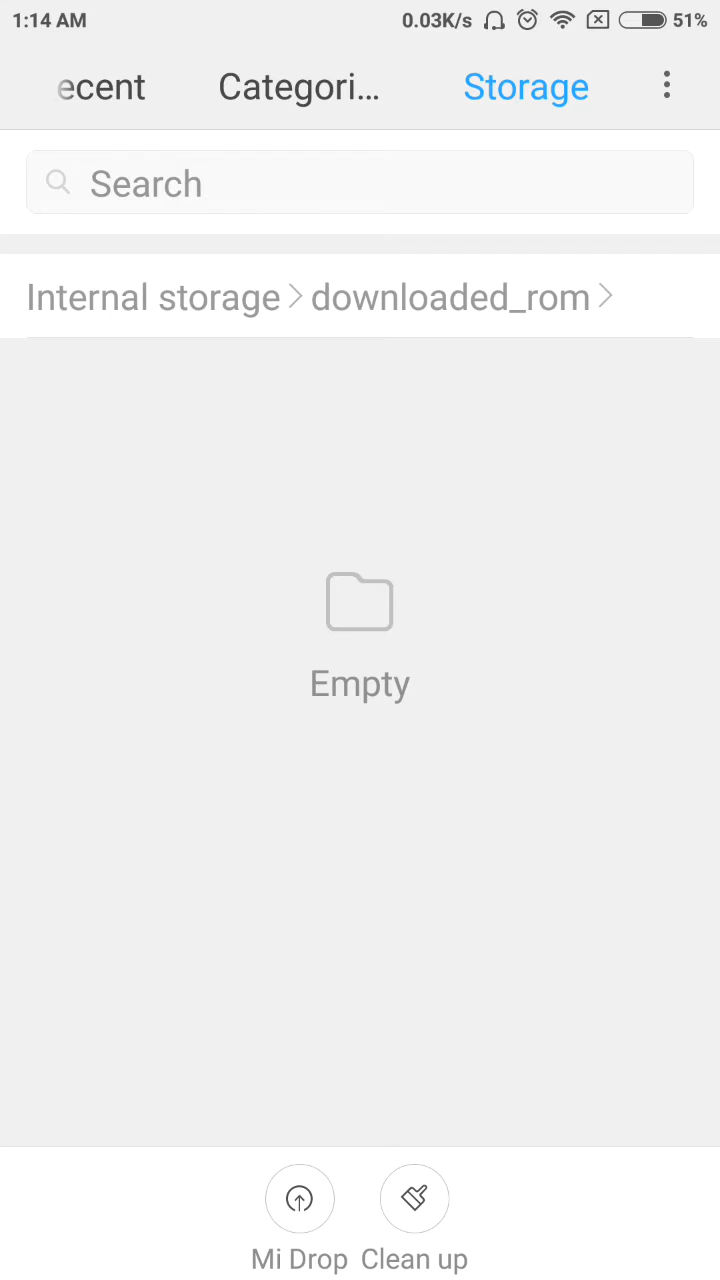 1:14 AM 0.03K/s 51%
ecent Categori... Storage
Search
Internal storage > downloaded_rom >
Empty
Mi Drop Clean up